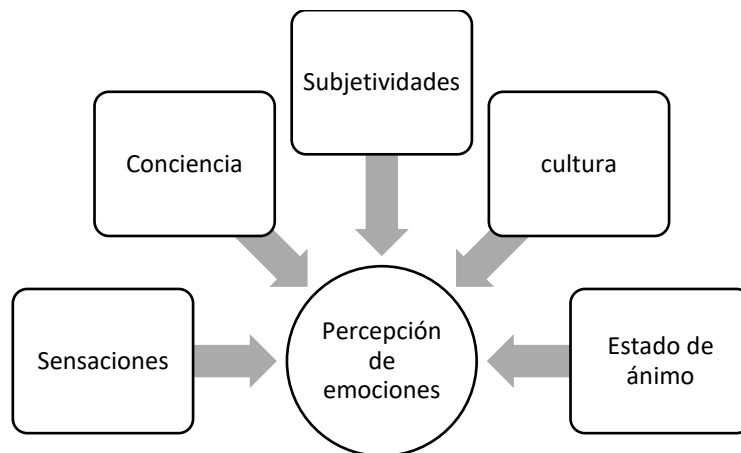 Subjetividades
Conciencia
cultura
Sensaciones
Percepción
de
emociones
Estado de
ánimo